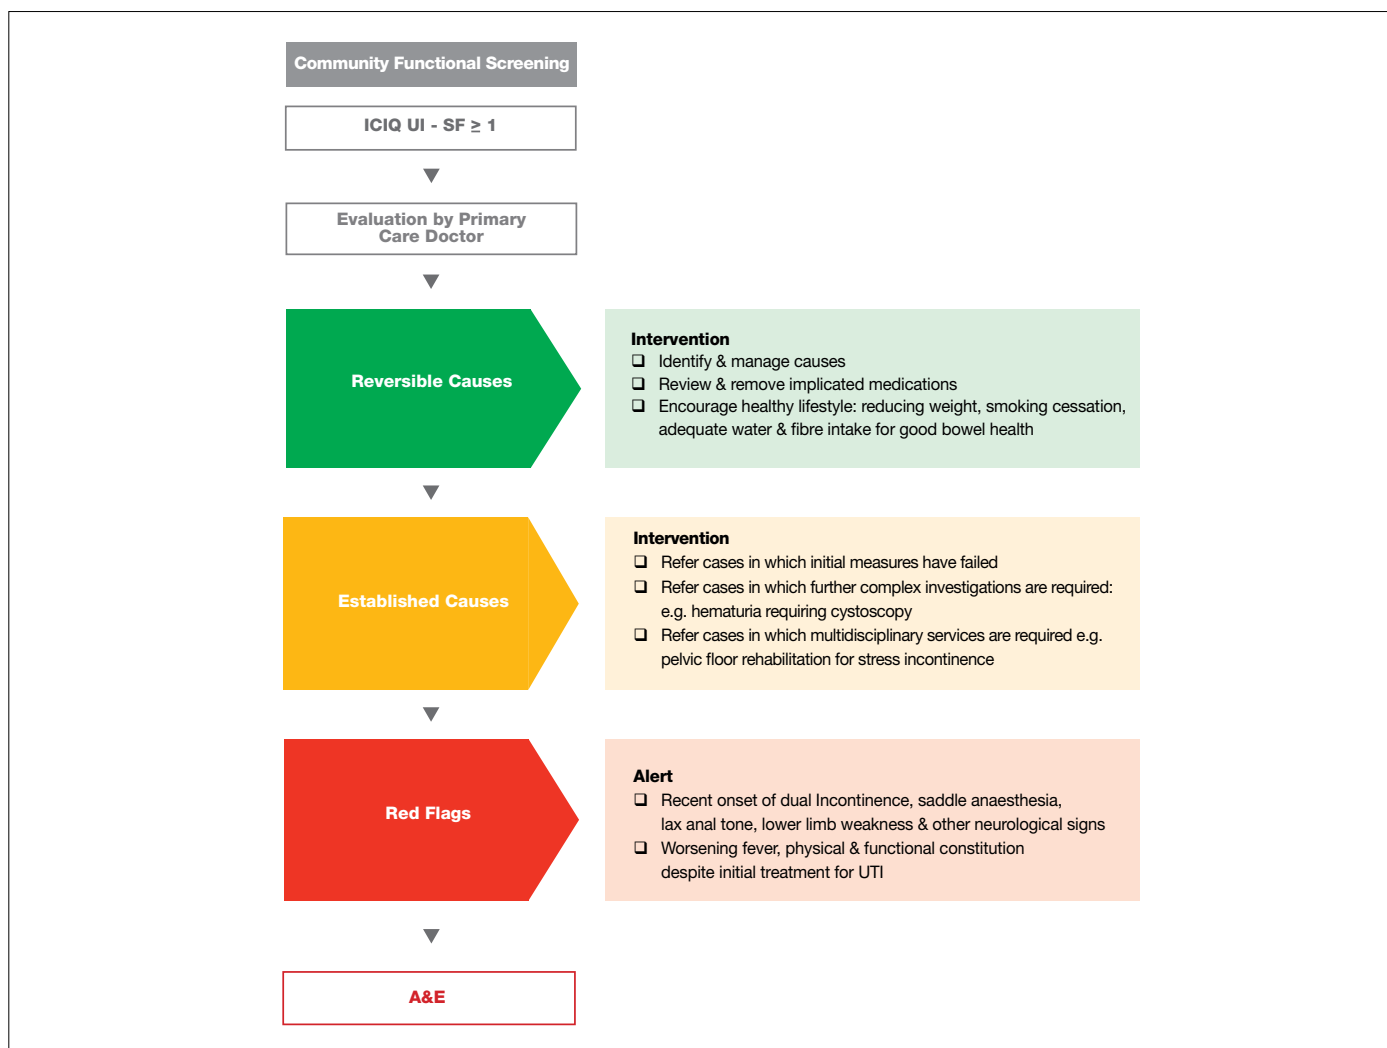 Community Functional Screening
ICIQ UI - SF ≥ 1
Evaluation by Primary
Care Doctor
Reversible Causes
Intervention
❑ Identify & manage causes
❑ Review & remove implicated medications
❑ Encourage healthy lifestyle: reducing weight, smoking cessation,
adequate water & fibre intake for good bowel health
Established Causes
Intervention
❑ Refer cases in which initial measures have failed
❑ Refer cases in which further complex investigations are required:
e.g. hematuria requiring cystoscopy
❑ Refer cases in which multidisciplinary services are required e.g.
pelvic floor rehabilitation for stress incontinence
Red Flags
Alert
❑ Recent onset of dual Incontinence, saddle anaesthesia,
lax anal tone, lower limb weakness & other neurological signs
❑ Worsening fever, physical & functional constitution
despite initial treatment for UTI
A&E